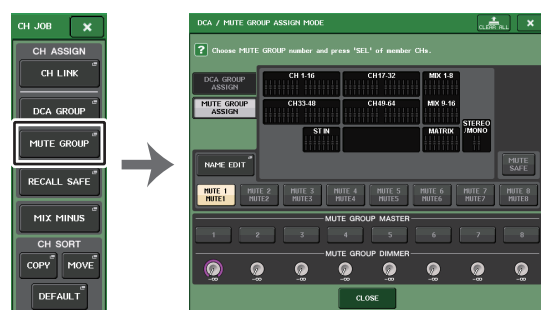 CH JOB
×
CH ASSIGN
CH LINK
DCA GROUP
MUTE GROUP
RECALL SAFE
MIX MINUS
CH SORT
COPY
MOVE
DEFAULT
DCA / MUTE GROUP ASSIGN MODE
CLEAR ALL
×
? Choose MUTE GROUP number and press 'SEL' of member CHs.
DCA GROUP
ASSIGN
MUTE GROUP
ASSIGN
CH 1-16
CH17-32
MIX 1-8
CH33-48
CH49-64
MIX 9-16
STEREO
/MONO
ST IN
MATRIX
NAME EDIT
MUTE
SAFE
MUTE 1
MUTE1
MUTE 2
MUTE2
MUTE 3
MUTE3
MUTE 4
MUTE4
MUTE 5
MUTE5
MUTE 6
MUTE6
MUTE 7
MUTE7
MUTE 8
MUTE8
MUTE GROUP MASTER
1 2 3 4 5 6 7 8
MUTE GROUP DIMMER
-∞ -∞ -∞ -∞ -∞ -∞ -∞ -∞
CLOSE